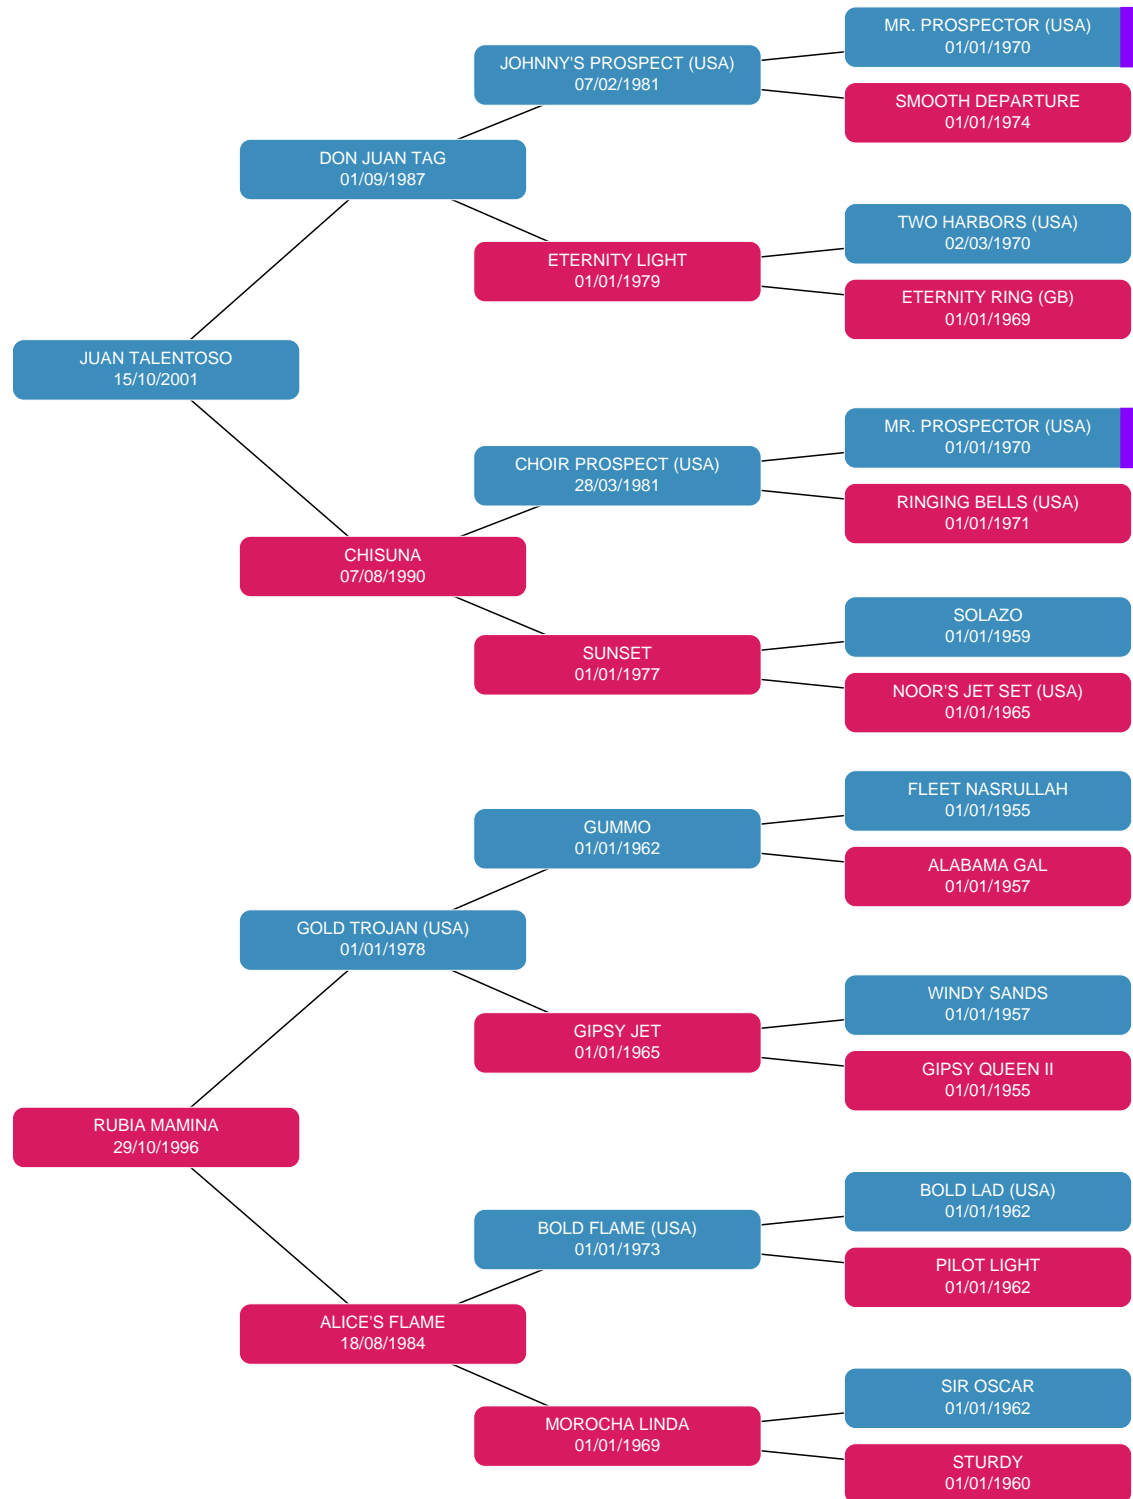 MR. PROSPECTOR (USA)
01/01/1970
JOHNNY'S PROSPECT (USA)
07/02/1981
SMOOTH DEPARTURE
01/01/1974
DON JUAN TAG
01/09/1987
TWO HARBORS (USA)
02/03/1970
ETERNITY LIGHT
01/01/1979
ETERNITY RING (GB)
01/01/1969
JUAN TALENTOSO
15/10/2001
MR. PROSPECTOR (USA)
01/01/1970
CHOIR PROSPECT (USA)
28/03/1981
RINGING BELLS (USA)
01/01/1971
CHISUNA
07/08/1990
SOLAZO
01/01/1959
SUNSET
01/01/1977
NOOR'S JET SET (USA)
01/01/1965
FLEET NASRULLAH
01/01/1955
GUMMO
01/01/1962
ALABAMA GAL
01/01/1957
GOLD TROJAN (USA)
01/01/1978
WINDY SANDS
01/01/1957
GIPSY JET
01/01/1965
GIPSY QUEEN II
01/01/1955
RUBIA MAMINA
29/10/1996
BOLD LAD (USA)
01/01/1962
BOLD FLAME (USA)
01/01/1973
PILOT LIGHT
01/01/1962
ALICE'S FLAME
18/08/1984
SIR OSCAR
01/01/1962
MOROCHA LINDA
01/01/1969
STURDY
01/01/1960